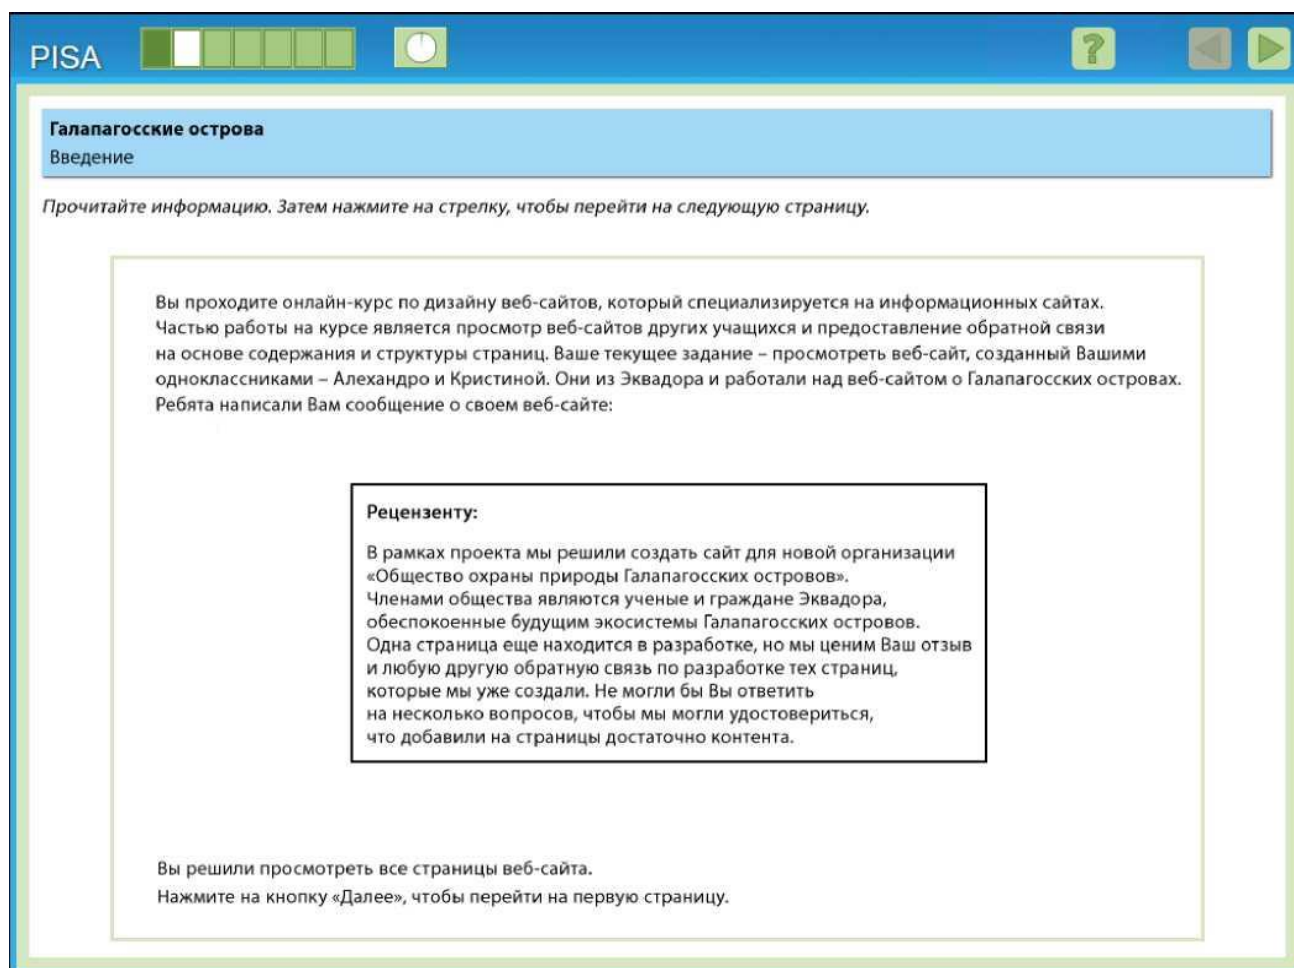 PISA
?
Галапагосские острова
Введение
Прочитайте информацию. Затем нажмите на стрелку, чтобы перейти на следующую страницу.
Вы проходите онлайн-курс по дизайну веб-сайтов, который специализируется на информационных сайтах.
Частью работы на курсе является просмотр веб-сайтов других учащихся и предоставление обратной связи
на основе содержания и структуры страниц. Ваше текущее задание – просмотреть веб-сайт, созданный Вашими
одноклассниками – Алехандро и Кристиной. Они из Эквадора и работали над веб-сайтом о Галапагосских островах.
Ребята написали Вам сообщение о своем веб-сайте:
Рецензенту:
В рамках проекта мы решили создать сайт для новой организации
«Общество охраны природы Галапагосских островов».
Членами общества являются ученые и граждане Эквадора,
обеспокоенные будущим экосистемы Галапагосских островов.
Одна страница еще находится в разработке, но мы ценим Ваш отзыв
и любую другую обратную связь по разработке тех страниц,
которые мы уже создали. Не могли бы Вы ответить
на несколько вопросов, чтобы мы могли удостовериться,
что добавили на страницы достаточно контента.
Вы решили просмотреть все страницы веб-сайта.
Нажмите на кнопку «Далее», чтобы перейти на первую страницу.